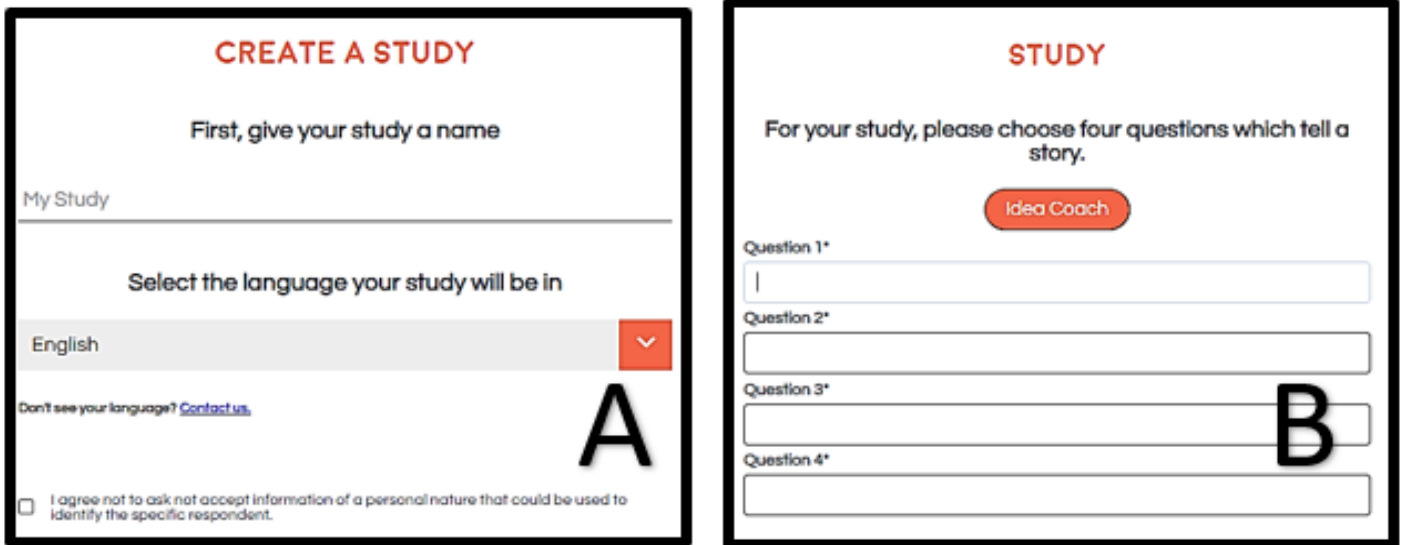 CREATE A STUDY
First, give your study a name
My Study
Select the language your study will be in
English
Don't see your language? Contact us.
I agree not to ask not accept information of a personal nature that could be used to
identify the specific respondent.
A
STUDY
For your study, please choose four questions which tell a
story.
Idea Coach
Question 1*
Question 2*
Question 3*
Question 4*
B